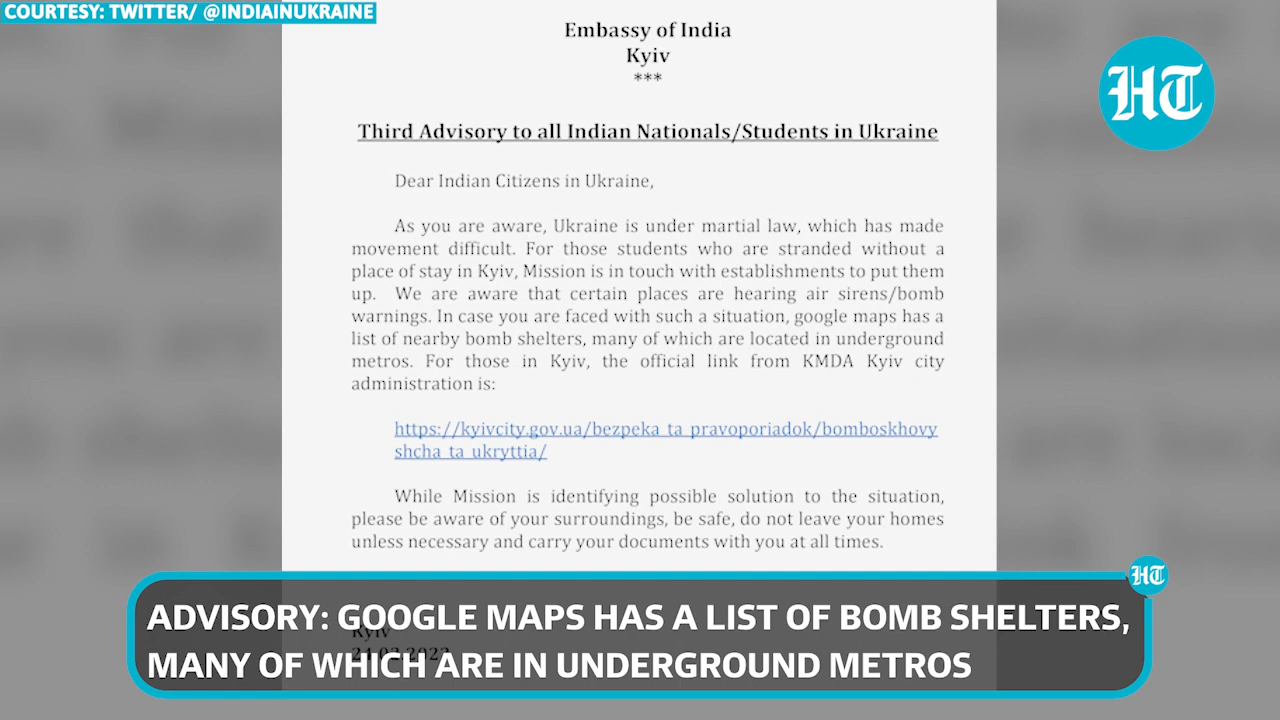 COURTESY: TWITTER/ @INDIAINUKRAINE
Embassy of India
Kyiv
***
HT
Third Advisory to all Indian Nationals/Students in Ukraine
Dear Indian Citizens in Ukraine,
As you are aware, Ukraine is under martial law, which has made
movement difficult. For those students who are stranded without a
place of stay in Kyiv, Mission is in touch with establishments to put them
up. We are aware that certain places are hearing air sirens/bomb
warnings. In case you are faced with such a situation, google maps has a
list of nearby bomb shelters, many of which are located in underground
metros. For those in Kyiv, the official link from KMDA Kyiv city
administration is:
https://kyivcity.gov.ua/bezpeka_ta_pravoporiadok/bomboskhovy
shcha_ta_ukryttia/
While Mission is identifying possible solution to the situation,
please be aware of your surroundings, be safe, do not leave your homes
unless necessary and carry your documents with you at all times.
HT
ADVISORY: GOOGLE MAPS HAS A LIST OF BOMB SHELTERS,
Kyiv
MANY OF WHICH ARE IN UNDERGROUND METROS